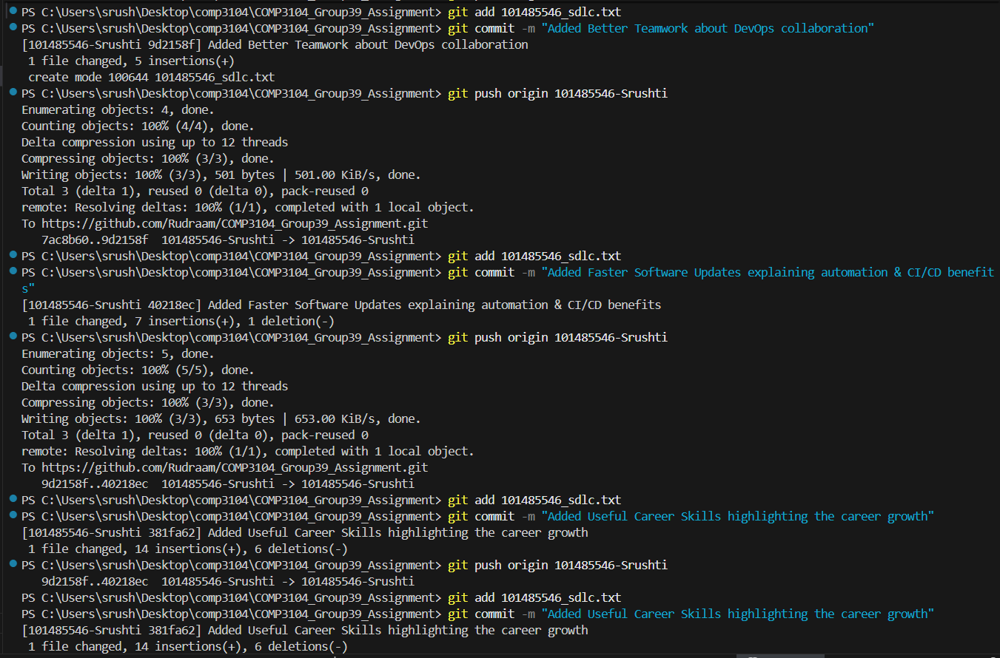 PS C:\Users\srush\Desktop\comp3104\COMP3104_Group39_Assignment> git add 101485546_sdlc.txt
PS C:\Users\srush\Desktop\comp3104\COMP3104_Group39_Assignment> git commit -m "Added Better Teamwork about DevOps collaboration"
[101485546-Srushti 9d2158f] Added Better Teamwork about DevOps collaboration
 1 file changed, 5 insertions(+)
 create mode 100644 101485546_sdlc.txt
PS C:\Users\srush\Desktop\comp3104\COMP3104_Group39_Assignment> git push origin 101485546-Srushti
Enumerating objects: 4, done.
Counting objects: 100% (4/4), done.
Delta compression using up to 12 threads
Compressing objects: 100% (3/3), done.
Writing objects: 100% (3/3), 501 bytes | 501.00 KiB/s, done.
Total 3 (delta 1), reused 0 (delta 0), pack-reused 0
remote: Resolving deltas: 100% (1/1), completed with 1 local object.
To https://github.com/Rudraam/COMP3104_Group39_Assignment.git
   7ac8b60..9d2158f  101485546-Srushti -> 101485546-Srushti
PS C:\Users\srush\Desktop\comp3104\COMP3104_Group39_Assignment> git add 101485546_sdlc.txt
PS C:\Users\srush\Desktop\comp3104\COMP3104_Group39_Assignment> git commit -m "Added Faster Software Updates explaining automation & CI/CD benefit
s"
[101485546-Srushti 40218ec] Added Faster Software Updates explaining automation & CI/CD benefits
 1 file changed, 7 insertions(+), 1 deletion(-)
PS C:\Users\srush\Desktop\comp3104\COMP3104_Group39_Assignment> git push origin 101485546-Srushti
Enumerating objects: 5, done.
Counting objects: 100% (5/5), done.
Delta compression using up to 12 threads
Compressing objects: 100% (3/3), done.
Writing objects: 100% (3/3), 653 bytes | 653.00 KiB/s, done.
Total 3 (delta 1), reused 0 (delta 0), pack-reused 0
remote: Resolving deltas: 100% (1/1), completed with 1 local object.
To https://github.com/Rudraam/COMP3104_Group39_Assignment.git
   9d2158f..40218ec  101485546-Srushti -> 101485546-Srushti
PS C:\Users\srush\Desktop\comp3104\COMP3104_Group39_Assignment> git add 101485546_sdlc.txt
PS C:\Users\srush\Desktop\comp3104\COMP3104_Group39_Assignment> git commit -m "Added Useful Career Skills highlighting the career growth"
[101485546-Srushti 381fa62] Added Useful Career Skills highlighting the career growth
 1 file changed, 14 insertions(+), 6 deletions(-)
PS C:\Users\srush\Desktop\comp3104\COMP3104_Group39_Assignment> git push origin 101485546-Srushti
   9d2158f..40218ec  101485546-Srushti -> 101485546-Srushti
PS C:\Users\srush\Desktop\comp3104\COMP3104_Group39_Assignment> git add 101485546_sdlc.txt
PS C:\Users\srush\Desktop\comp3104\COMP3104_Group39_Assignment> git commit -m "Added Useful Career Skills highlighting the career growth"
[101485546-Srushti 381fa62] Added Useful Career Skills highlighting the career growth
 1 file changed, 14 insertions(+), 6 deletions(-)